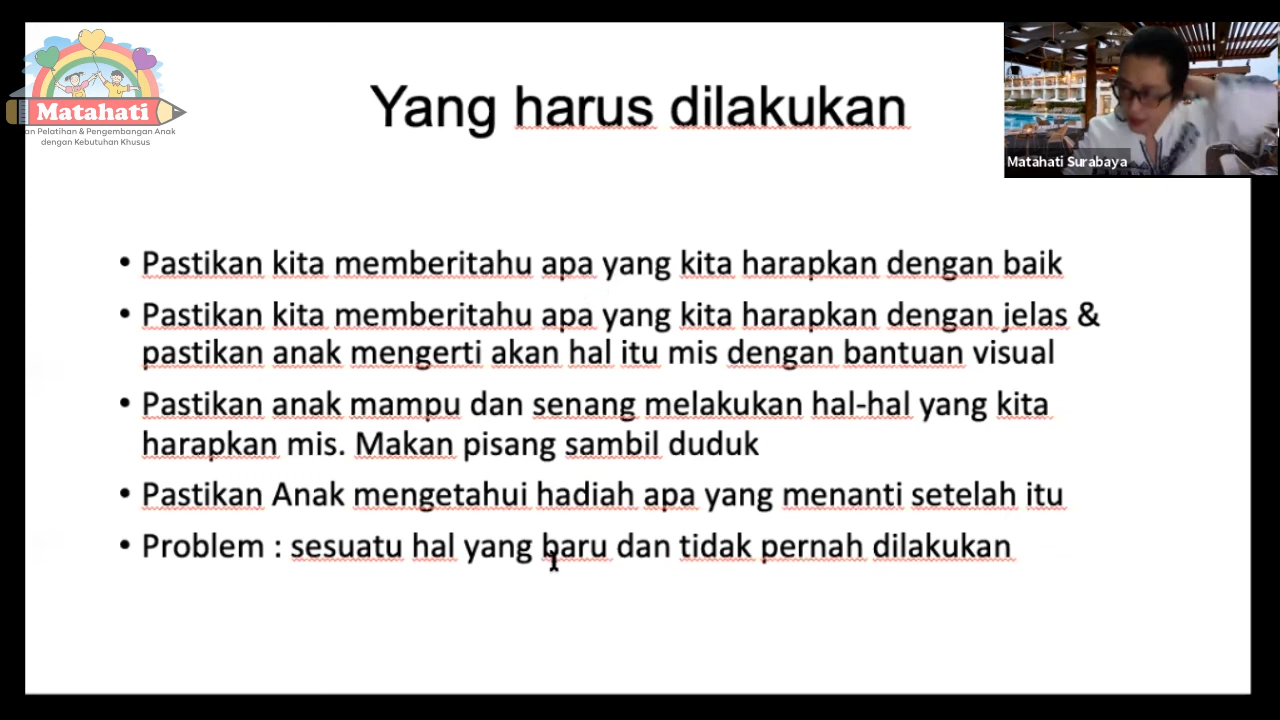 Matahati
an Pelatihan & Pengembangan Anak
dengan Kebutuhan Khusus
Yang harus dilakukan
Matahati Surabaya
• Pastikan kita memberitahu apa yang kita harapkan dengan baik
• Pastikan kita memberitahu apa yang kita harapkan dengan jelas &
pastikan anak mengerti akan hal itu mis dengan bantuan visual
• Pastikan anak mampu dan senang melakukan hal-hal yang kita
harapkan mis. Makan pisang sambil duduk
• Pastikan Anak mengetahui hadiah apa yang menanti setelah itu
• Problem : sesuatu hal yang baru dan tidak pernah dilakukan